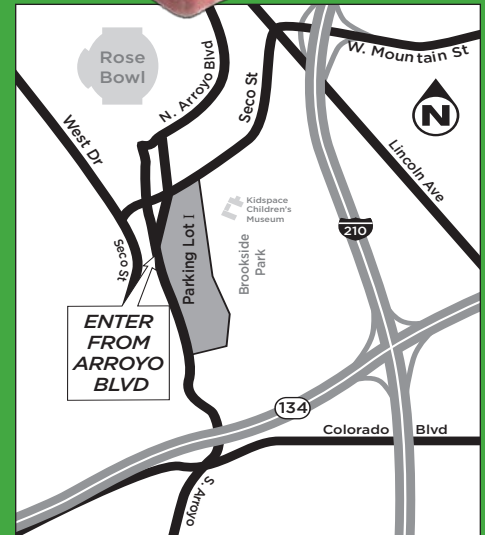 Rose
Bowl
N. Arroyo Blvd
Seco St
W. Mountain St
N
West Dr
Lincoln Ave
Kidspace
Children's
Museum
Parking Lot I
Brookside
Park
210
Seco St
ENTER
FROM
ARROYO
BLVD
134
Colorado Blvd
S. Arroyo